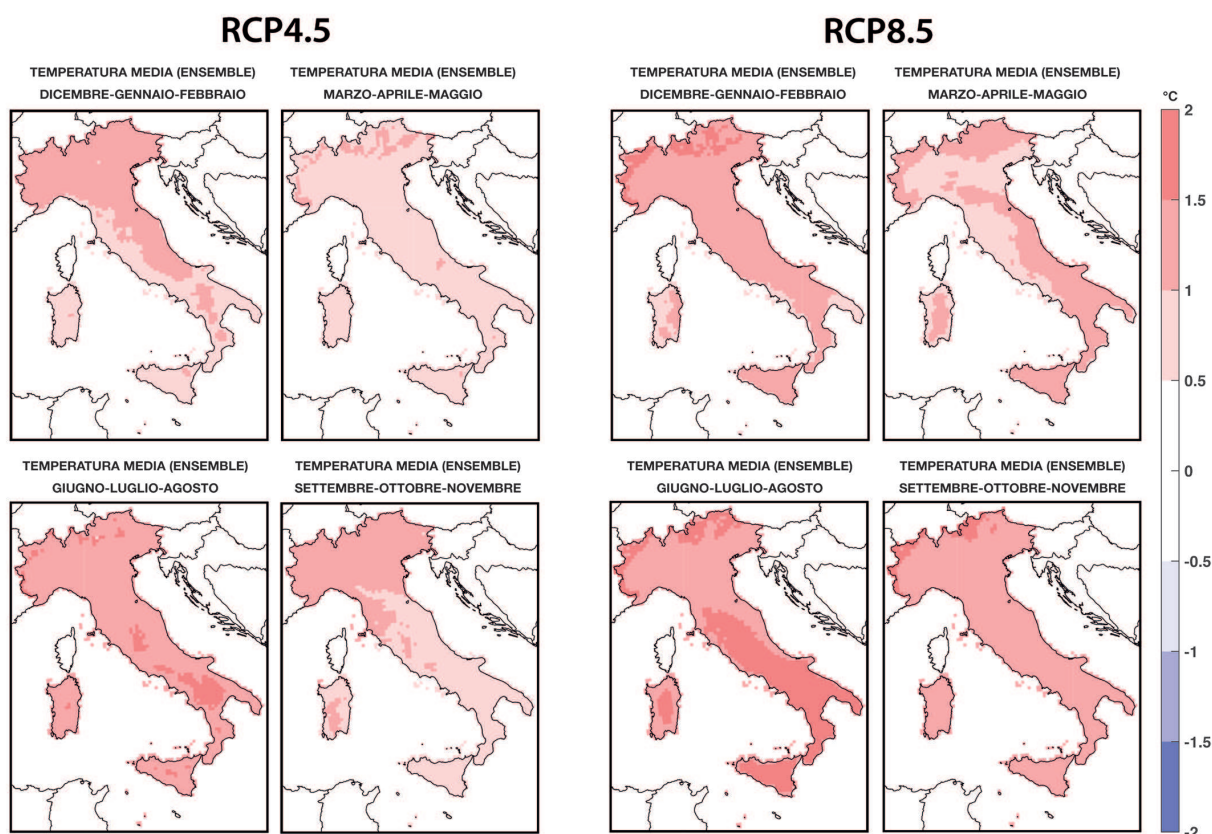 RCP4.5
RCP8.5
TEMPERATURA MEDIA (ENSEMBLE)
DICEMBRE-GENNAIO-FEBBRAIO
TEMPERATURA MEDIA (ENSEMBLE)
MARZO-APRILE-MAGGIO
TEMPERATURA MEDIA (ENSEMBLE)
DICEMBRE-GENNAIO-FEBBRAIO
TEMPERATURA MEDIA (ENSEMBLE)
MARZO-APRILE-MAGGIO
TEMPERATURA MEDIA (ENSEMBLE)
GIUGNO-LUGLIO-AGOSTO
TEMPERATURA MEDIA (ENSEMBLE)
SETTEMBRE-OTTOBRE-NOVEMBRE
TEMPERATURA MEDIA (ENSEMBLE)
GIUGNO-LUGLIO-AGOSTO
TEMPERATURA MEDIA (ENSEMBLE)
SETTEMBRE-OTTOBRE-NOVEMBRE
°C
2
1.5
1
0.5
0
-0.5
-1
-1.5
-2